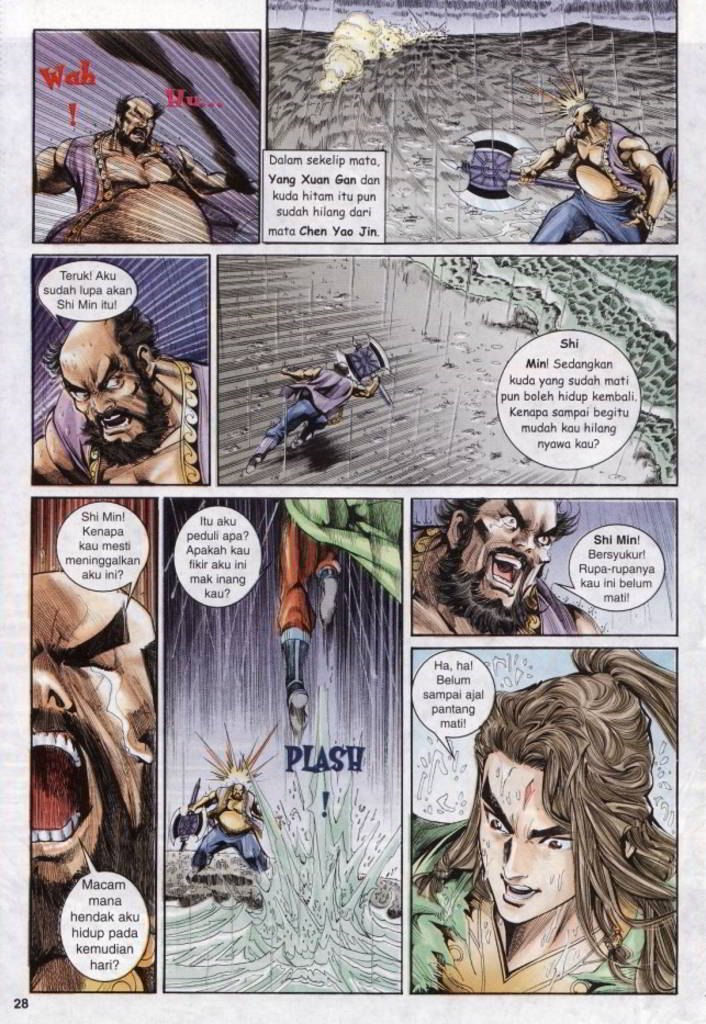 Wah
!
Hu...
Dalam sekelip mata,
Yang Xuan Gan dan
kuda hitam itu pun
sudah hilang dari
mata Chen Yao Jin.
Teruk! Aku
sudah lupa akan
Shi Min itu!
Shi
Min! Sedangkan
kuda yang sudah mati
pun boleh hidup kembali.
Kenapa sampai begitu
mudah kau hilang
nyawa kau?
Shi Min!
Kenapa
kau mesti
meninggalkan
aku ini?
Macam
mana
hendak aku
hidup pada
kemudian
hari?
Itu aku
peduli apa?
Apakah kau
fikir aku ini
mak inang
kau?
PLASH
!
Shi Min!
Bersyukur!
Rupa-rupanya
kau ini belum
mati!
Ha, ha!
Belum
sampai ajal
pantang
mati!
28